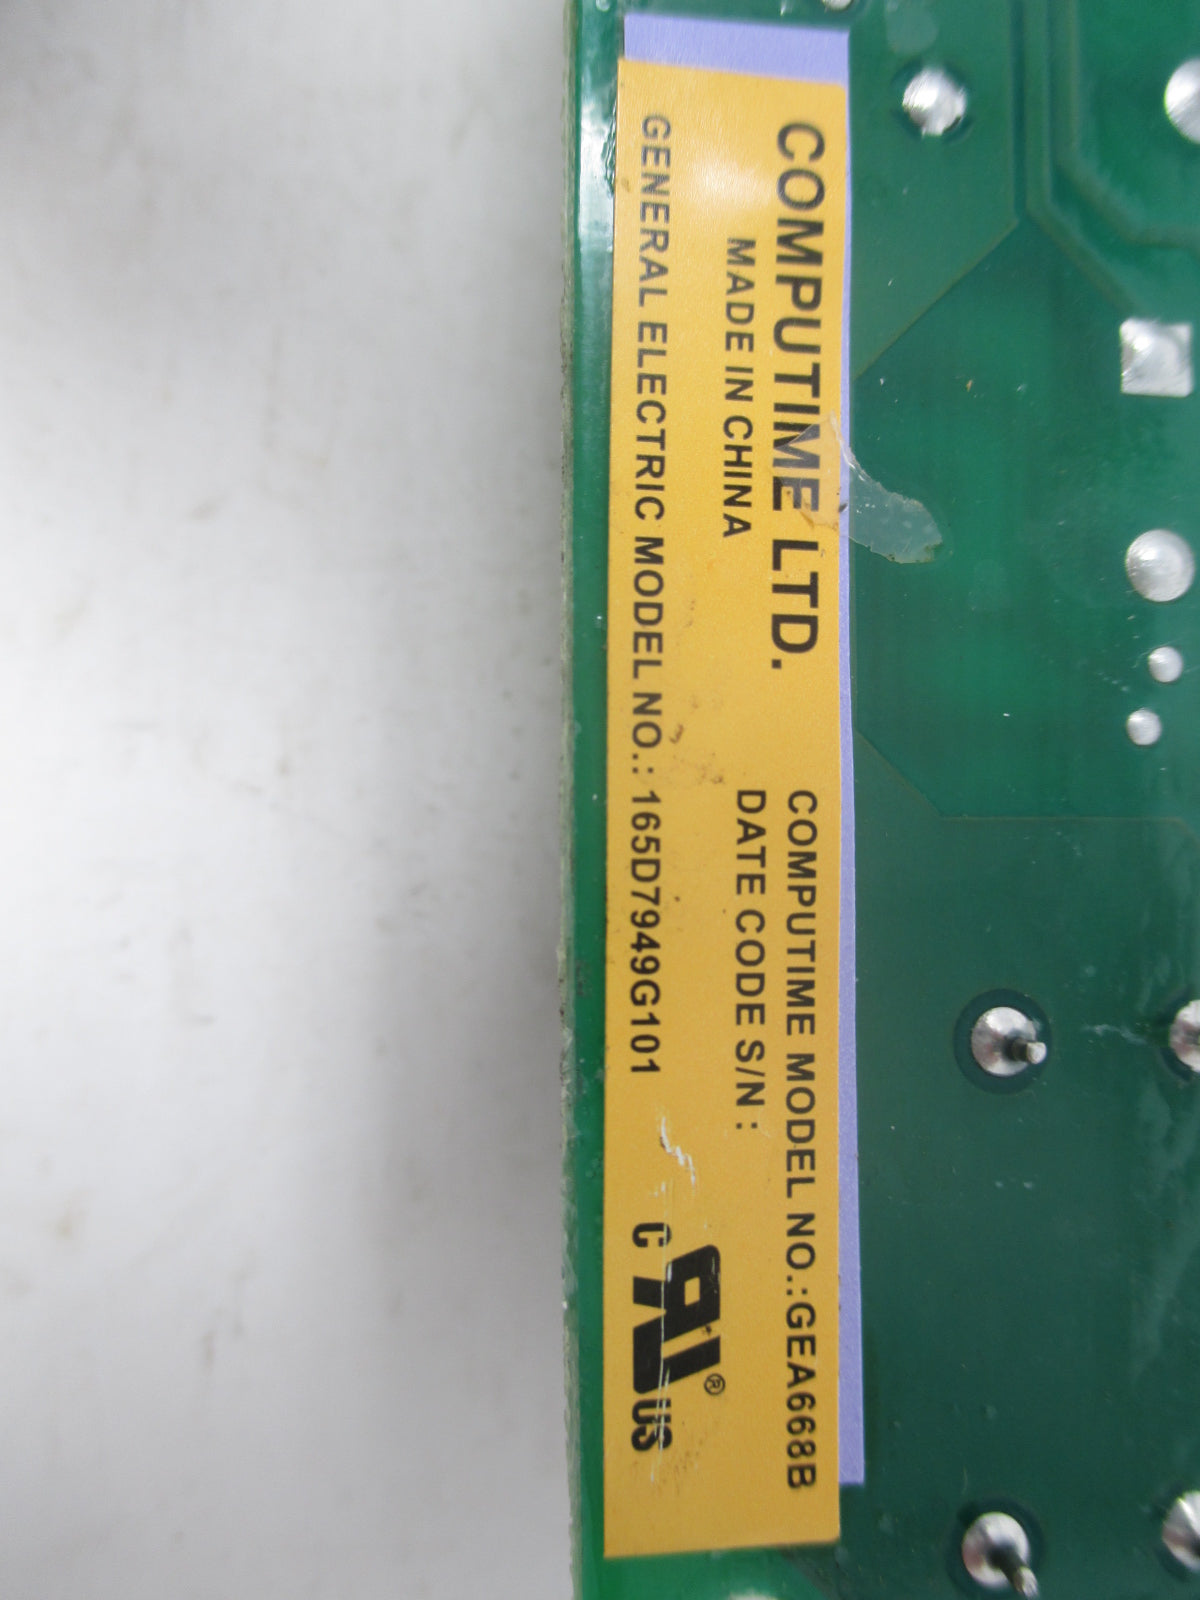 COMPUTIME LTD.
MADE IN CHINA
COMPUTIME MODEL NO.:GEA668B
DATE CODE S/N :
GENERAL ELECTRIC MODEL NO.: 165D7949G101
C UL ® US